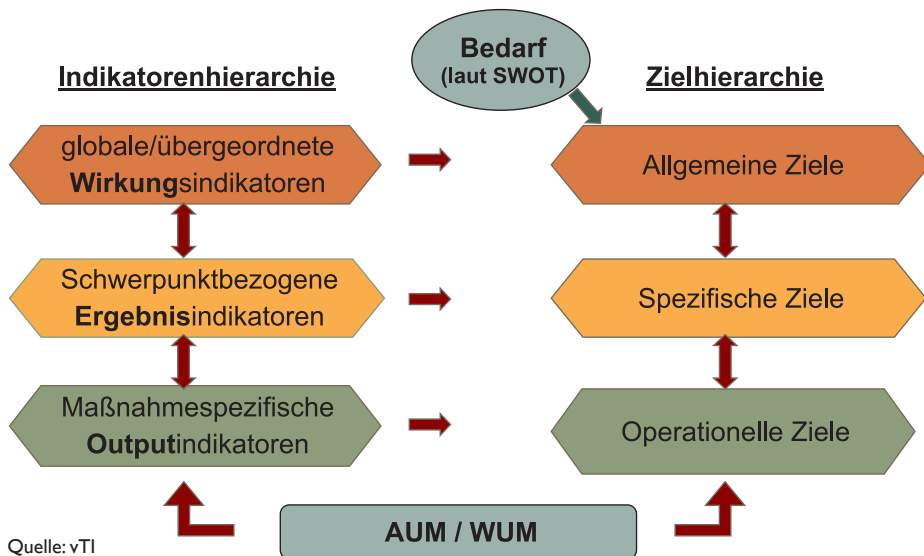 Bedarf
(laut SWOT)
Indikatorenhierarchie
Zielhierarchie
globale/übergeordnete
Wirkungsindikatoren
Allgemeine Ziele
Schwerpunktbezogene
Ergebnisindikatoren
Spezifische Ziele
Maßnahmespezifische
Outputindikatoren
Operationelle Ziele
AUM / WUM
Quelle: vTI